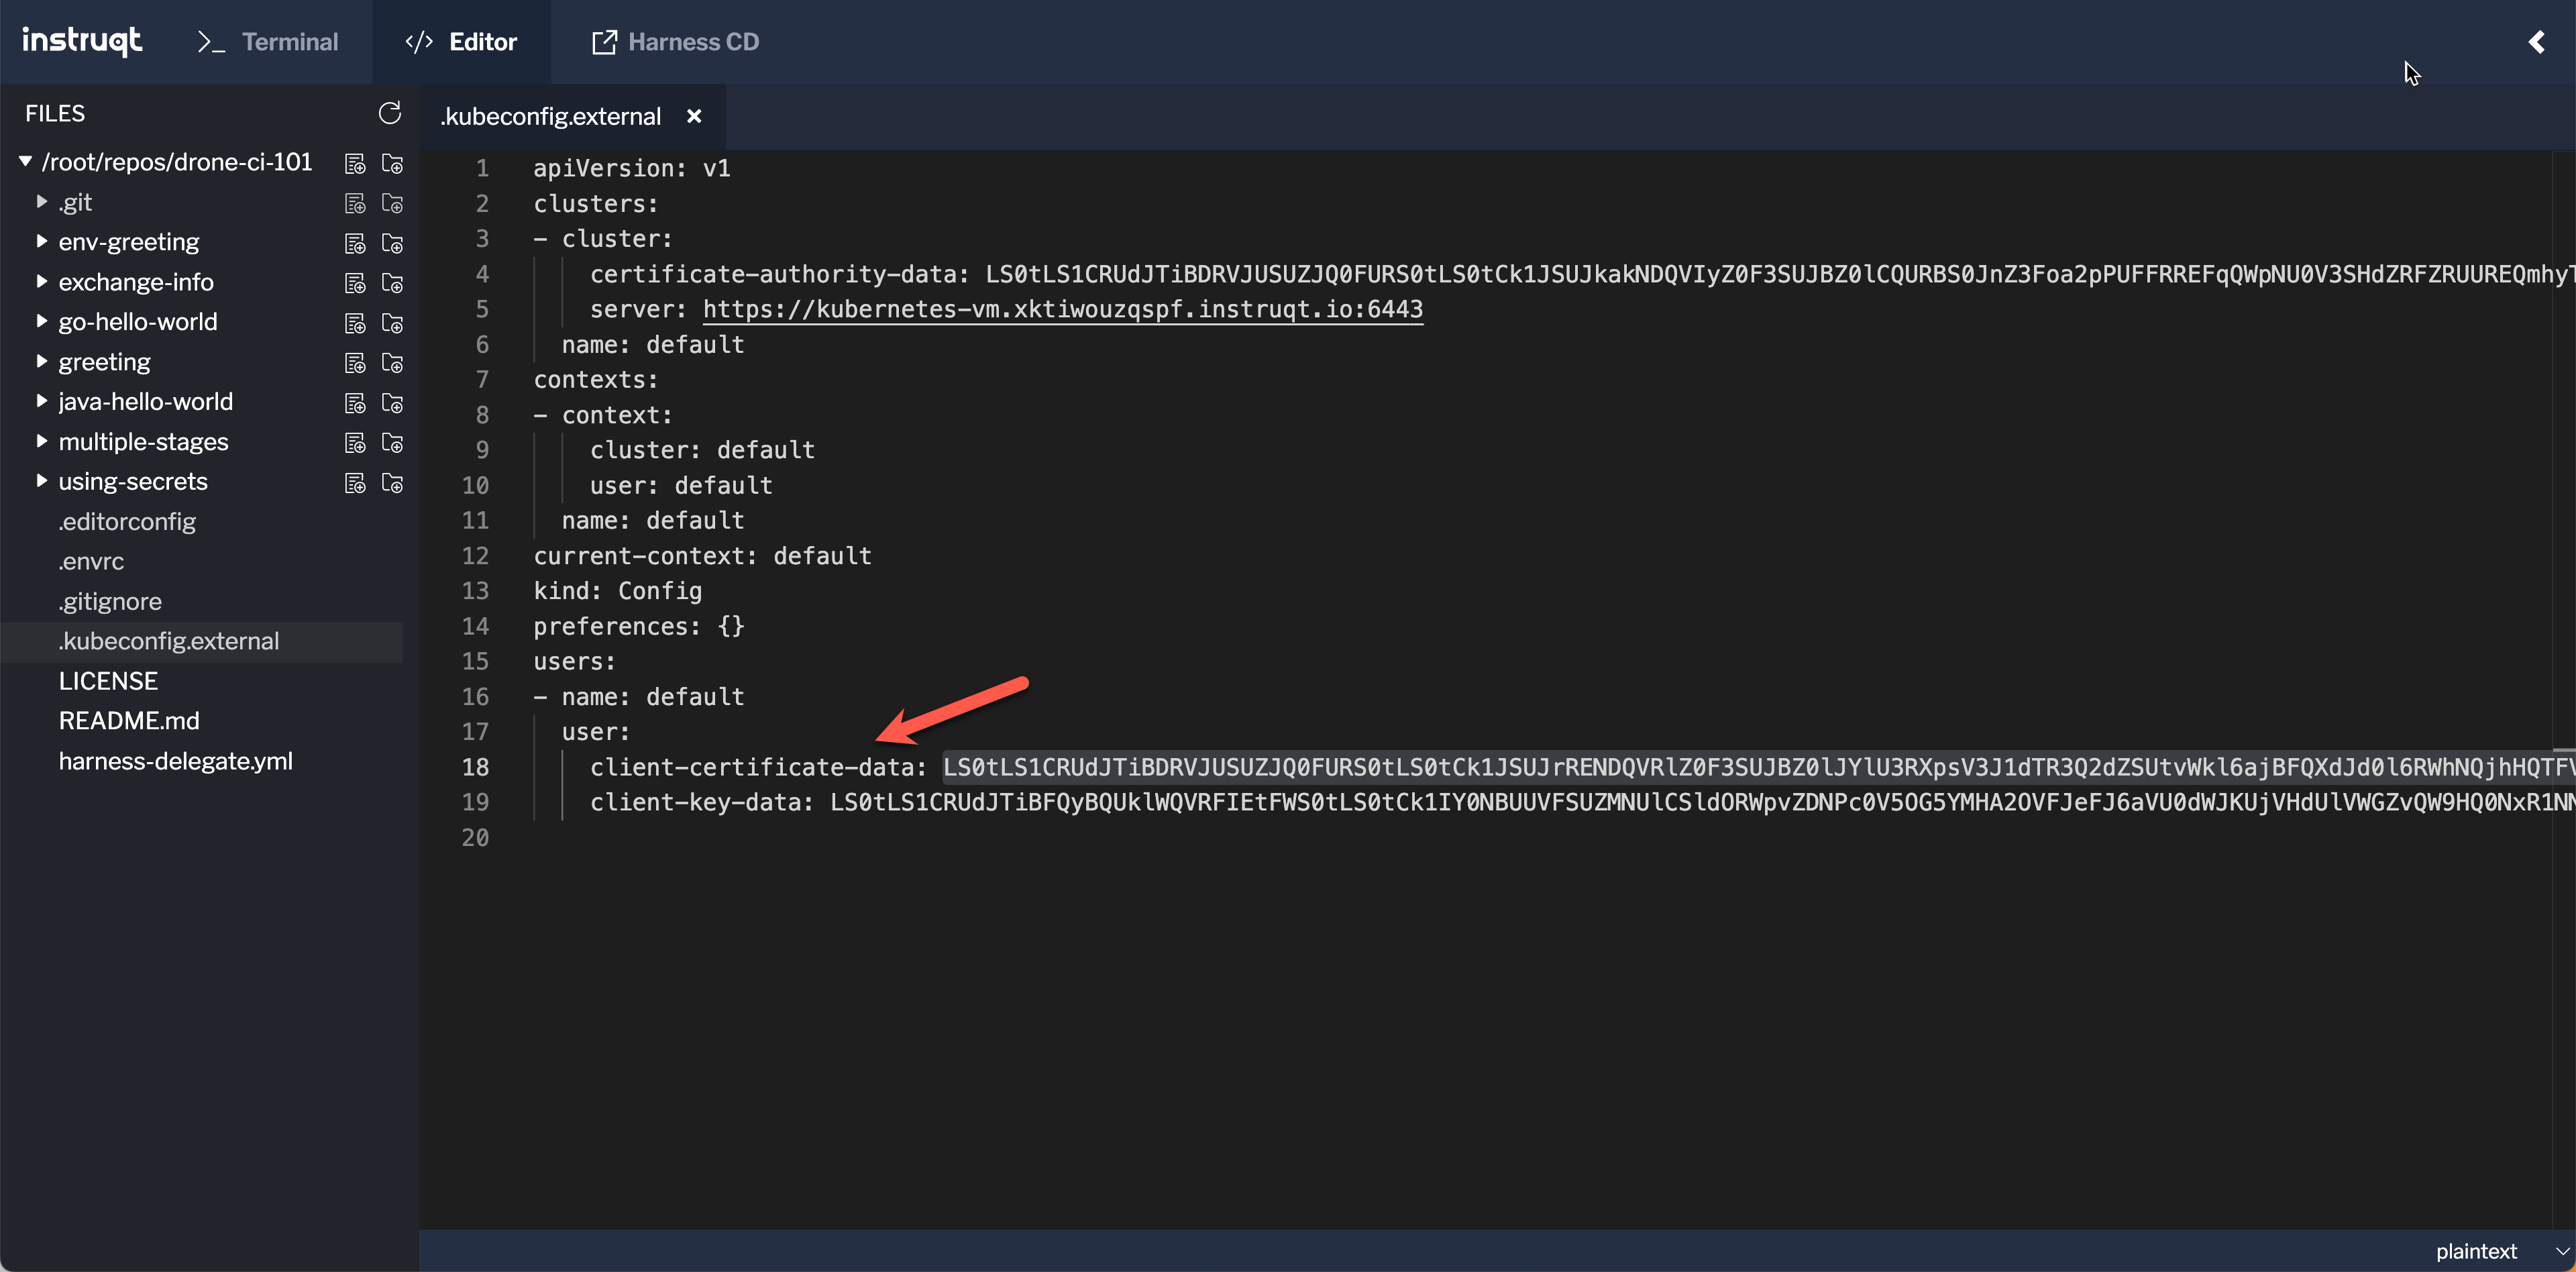 instruqt
>_ Terminal
</> Editor
Harness CD
FILES
.kubeconfig.external ×
/root/repos/drone-ci-101
.git
env-greeting
exchange-info
go-hello-world
greeting
java-hello-world
multiple-stages
using-secrets
.editorconfig
.envrc
.gitignore
.kubeconfig.external
LICENSE
README.md
harness-delegate.yml
1 apiVersion: v1
2 clusters:
3 - cluster:
4 certificate-authority-data: LS0tLS1CRUdJTiBDRVJUSUZJQ0FURS0tLS0tCk1JSUJkakNDQVIyZ0F3SUJBZ0lCQURBS0JnZ3Foa2pPUFFRREFqQWpNU0V3SHdZRFZRUUREQmhyT
5 server: https://kubernetes-vm.xktiwouzqspf.instruqt.io:6443
6 name: default
7 contexts:
8 - context:
9 cluster: default
10 user: default
11 name: default
12 current-context: default
13 kind: Config
14 preferences: {}
15 users:
16 - name: default
17 user:
18 client-certificate-data: LS0tLS1CRUdJTiBDRVJUSUZJQ0FURS0tLS0tCk1JSUJrRENDQVRlZ0F3SUJBZ0lJYlU3RXpsV3J1dTR3Q2dZSUtvWkl6ajBFQXdJd0l6RWhNQjhHQTFV
19 client-key-data: LS0tLS1CRUdJTiBFQyBQUklWQVRFIEtFWS0tLS0tCk1IY0NBUUVFSUZMNUlCSldORWpvZDNPc0V5OG5YMHA2OVFJeFJ6aVU0dWJKUjVHdUlVWGZvQW9HQ0NxR1NN
20
plaintext